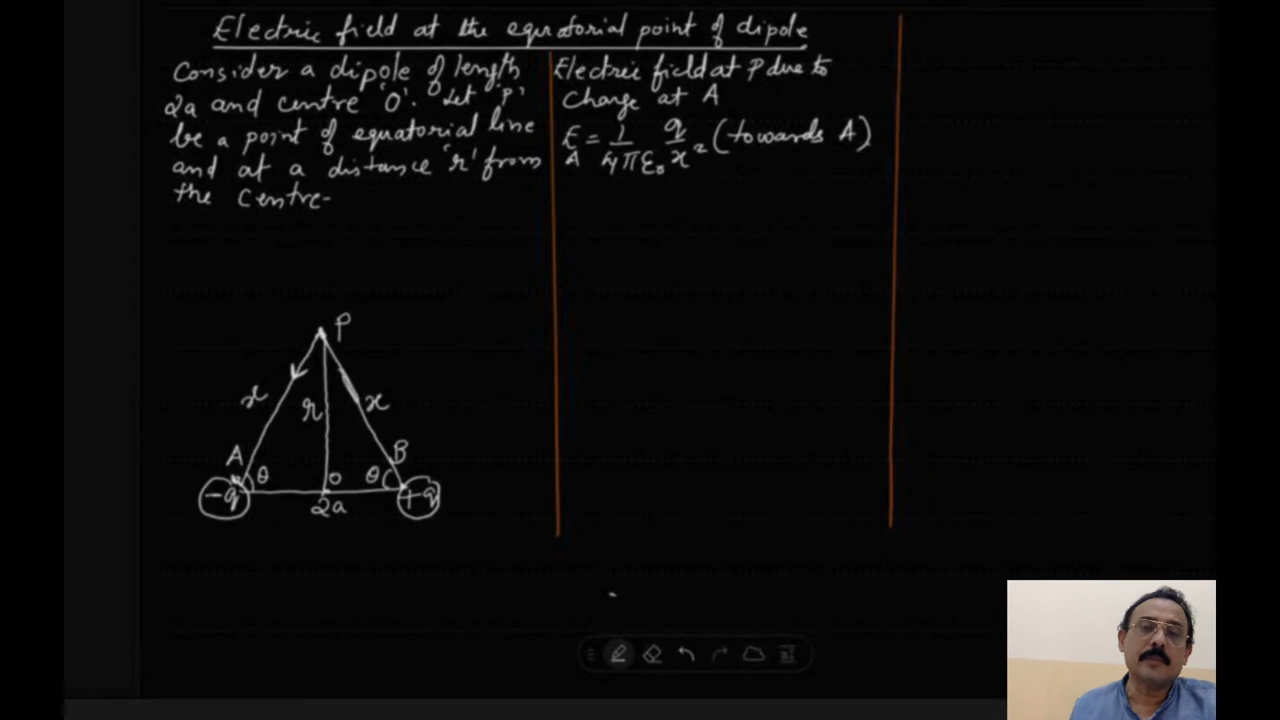 Electric field at the equatorial point of dipole
Consider a dipole of length
2a and centre 'O'. Let 'P'
be a point of equatorial line
and at a distance 'r' from
the centre-
Electric field at P due to
Charge at A
E_A = 1/4πε₀ q/x² (towards A)
P
x
r
x
A
B
θ
O
θ
-q
2a
+q